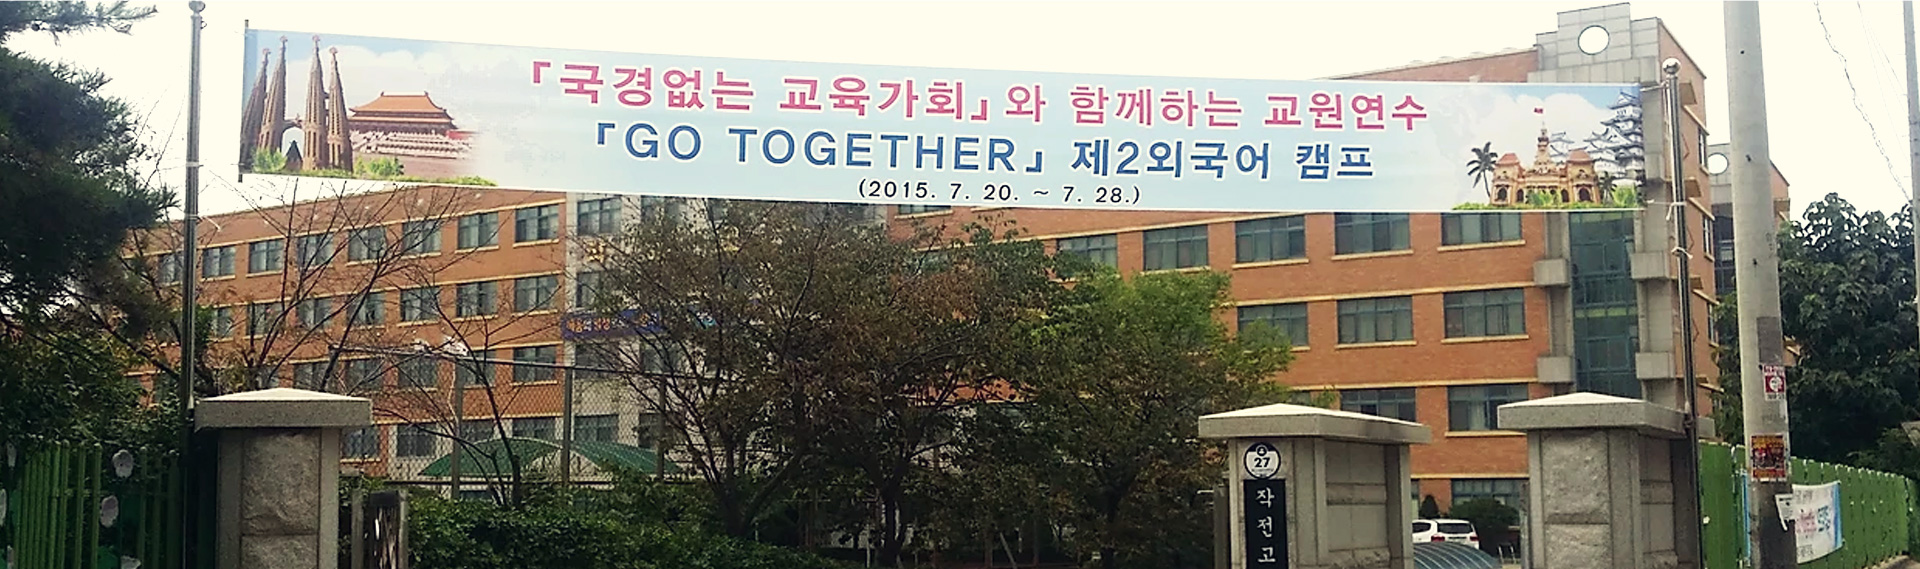 「국경없는 교육가회」와 함께하는 교원연수
「GO TOGETHER」 제2외국어 캠프
(2015. 7. 20. ~ 7. 28.)
27
작전고